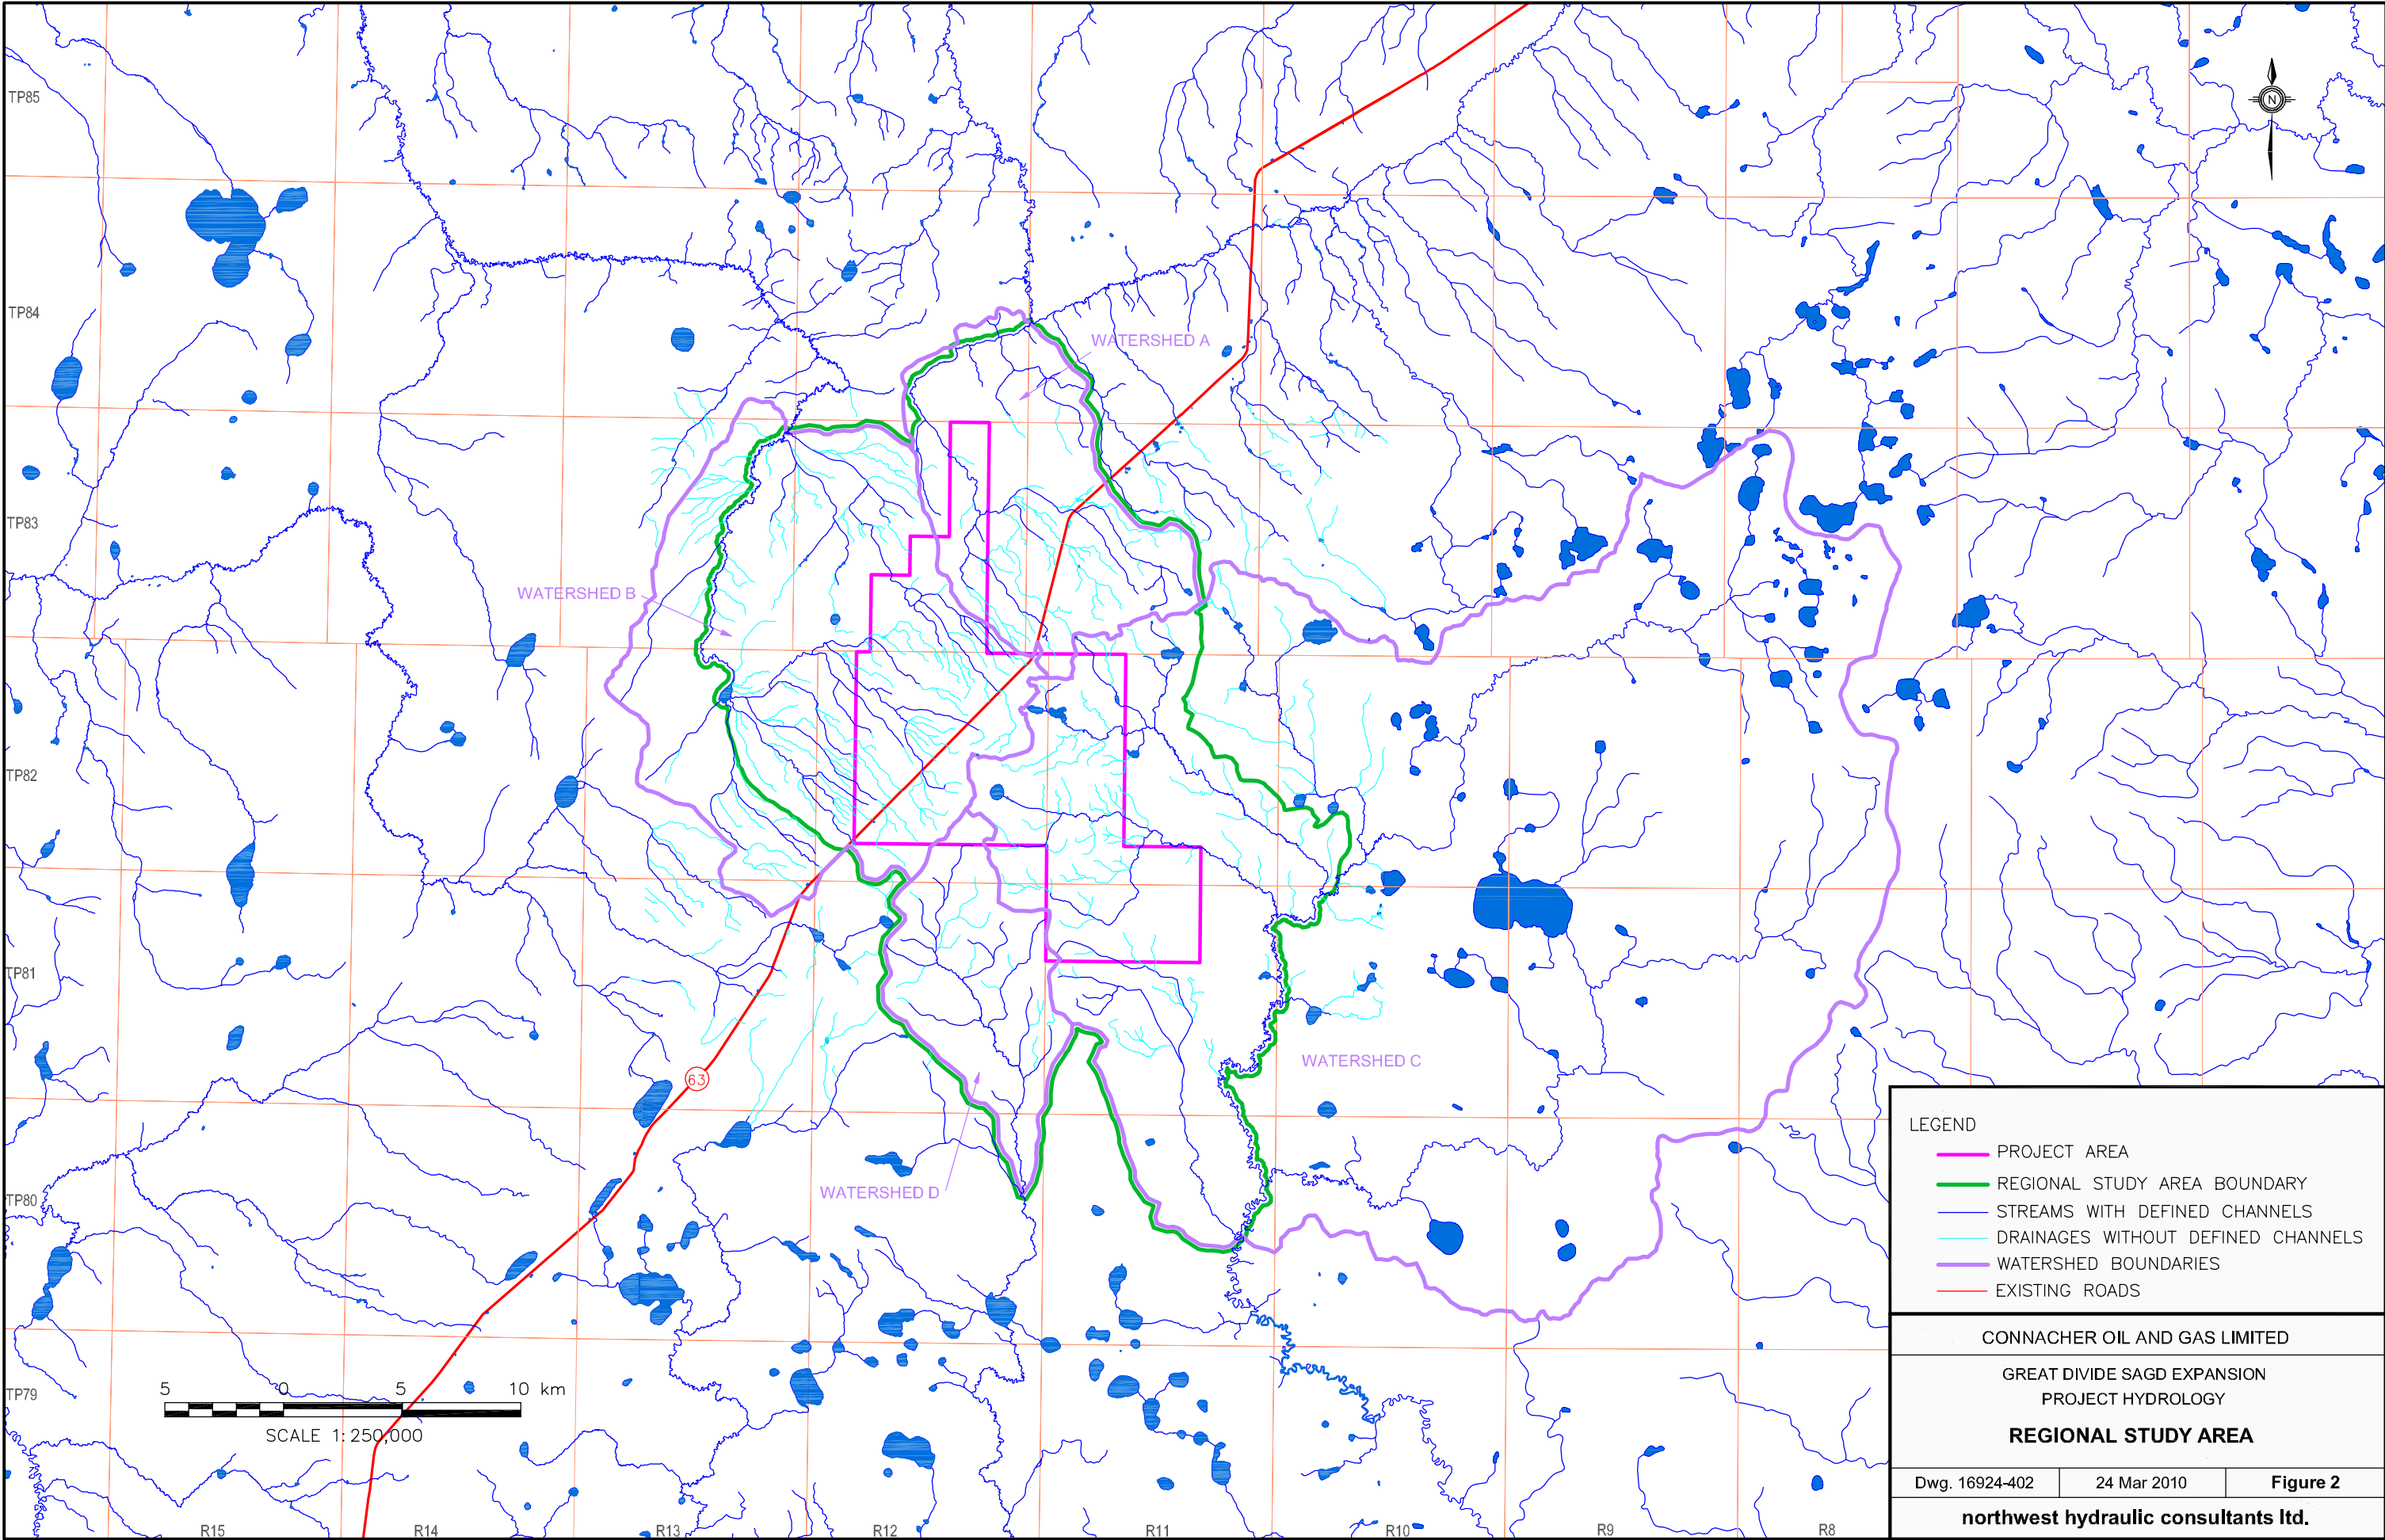 TP85
TP84
TP83
TP82
TP81
TP80
TP79
WATERSHED A
WATERSHED B
WATERSHED C
WATERSHED D
63
N
5 0 5 10 km
SCALE 1:250,000
R15 R14 R13 R12 R11 R10 R9 R8
LEGEND
PROJECT AREA
REGIONAL STUDY AREA BOUNDARY
STREAMS WITH DEFINED CHANNELS
DRAINAGES WITHOUT DEFINED CHANNELS
WATERSHED BOUNDARIES
EXISTING ROADS
CONNACHER OIL AND GAS LIMITED
GREAT DIVIDE SAGD EXPANSION
PROJECT HYDROLOGY
REGIONAL STUDY AREA
Dwg. 16924-402 24 Mar 2010 Figure 2
northwest hydraulic consultants ltd.